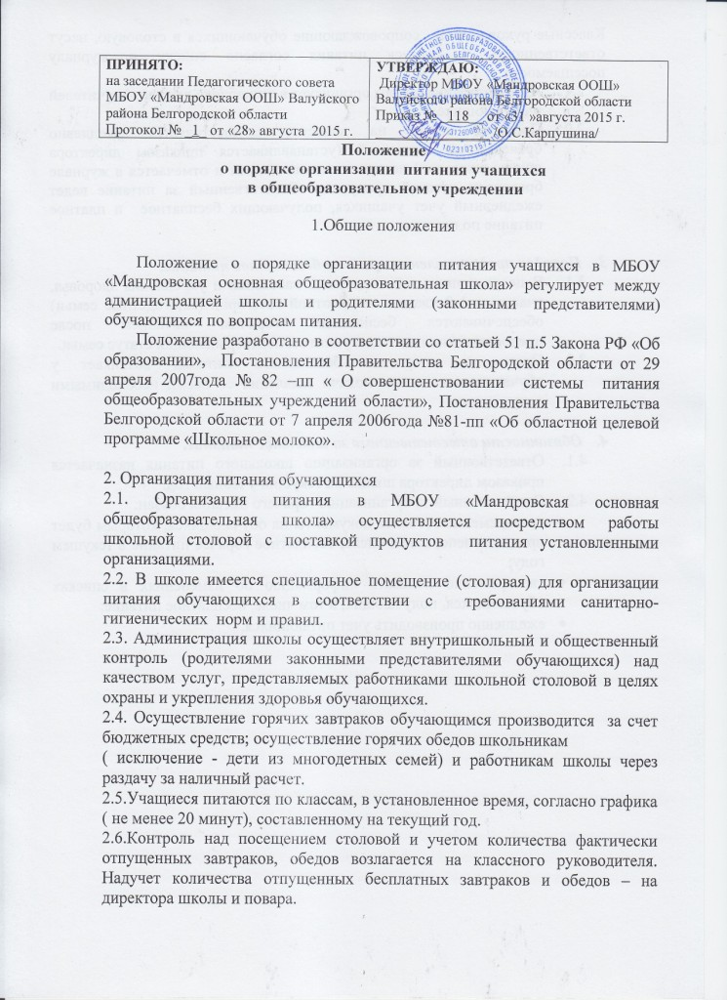 ПРИНЯТО:
на заседании Педагогического совета
МБОУ «Мандровская ООШ» Валуйского
района Белгородской области
Протокол № 1 от «28» августа 2015 г.
УТВЕРЖДАЮ:
Директор МБОУ «Мандровская ООШ»
Валуйского района Белгородской области
Приказ № 118 от «31 »августа 2015 г.
/О.С.Карпушина/
Положение
о порядке организации питания учащихся
в общеобразовательном учреждении
1.Общие положения
Положение о порядке организации питания учащихся в МБОУ
«Мандровская основная общеобразовательная школа» регулирует между
администрацией школы и родителями (законными представителями)
обучающихся по вопросам питания.
Положение разработано в соответствии со статьей 51 п.5 Закона РФ «Об
образовании», Постановления Правительства Белгородской области от 29
апреля 2007года № 82 –пп « О совершенствовании системы питания
общеобразовательных учреждений области», Постановления Правительства
Белгородской области от 7 апреля 2006года №81-пп «Об областной целевой
программе «Школьное молоко».
2. Организация питания обучающихся
2.1. Организация питания в МБОУ «Мандровская основная
общеобразовательная школа» осуществляется посредством работы
школьной столовой с поставкой продуктов питания установленными
организациями.
2.2. В школе имеется специальное помещение (столовая) для организации
питания обучающихся в соответствии с требованиями санитарно-
гигиенических норм и правил.
2.3. Администрация школы осуществляет внутришкольный и общественный
контроль (родителями законными представителями обучающихся) над
качеством услуг, представляемых работниками школьной столовой в целях
охраны и укрепления здоровья обучающихся.
2.4. Осуществление горячих завтраков обучающимся производится за счет
бюджетных средств; осуществление горячих обедов школьникам
( исключение - дети из многодетных семей) и работникам школы через
раздачу за наличный расчет.
2.5.Учащиеся питаются по классам, в установленное время, согласно графика
( не менее 20 минут), составленному на текущий год.
2.6.Контроль над посещением столовой и учетом количества фактически
отпущенных завтраков, обедов возлагается на классного руководителя.
Надучет количества отпущенных бесплатных завтраков и обедов – на
директора школы и повара.